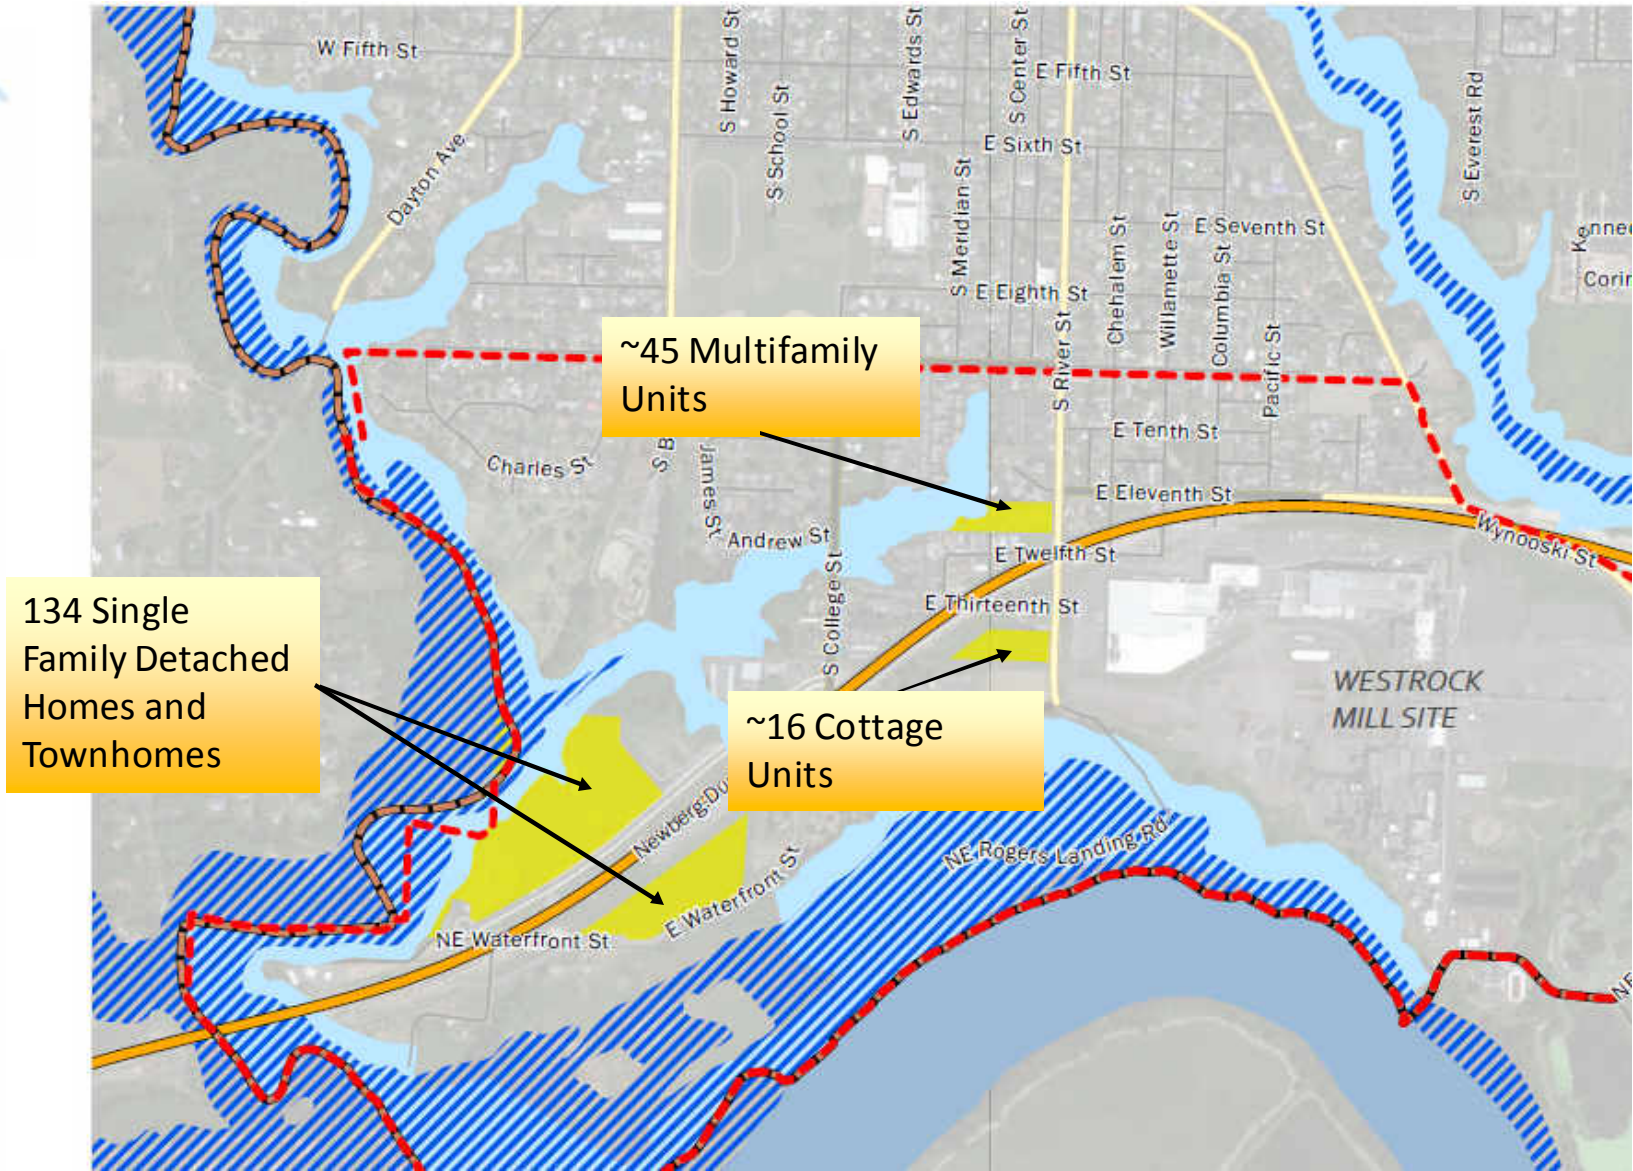 W Fifth St
Dayton Ave
S Howard St
S School St
S Edwards St
S Center St
E Fifth St
E Sixth St
S Meridian St
S Everest Rd
E Seventh St
Chehalem St
Willamette St
Columbia St
E Eighth St
S River St
Pacific St
~45 Multifamily
Units
E Tenth St
Charles St
S B
James St
Andrew St
E Eleventh St
Wynooski St
E Twelfth St
S College St
E Thirteenth St
134 Single
Family Detached
Homes and
Townhomes
WESTROCK
MILL SITE
~16 Cottage
Units
Newberg-Du
NE Rogers Landing Rd
E Waterfront St
NE Waterfront St
NE